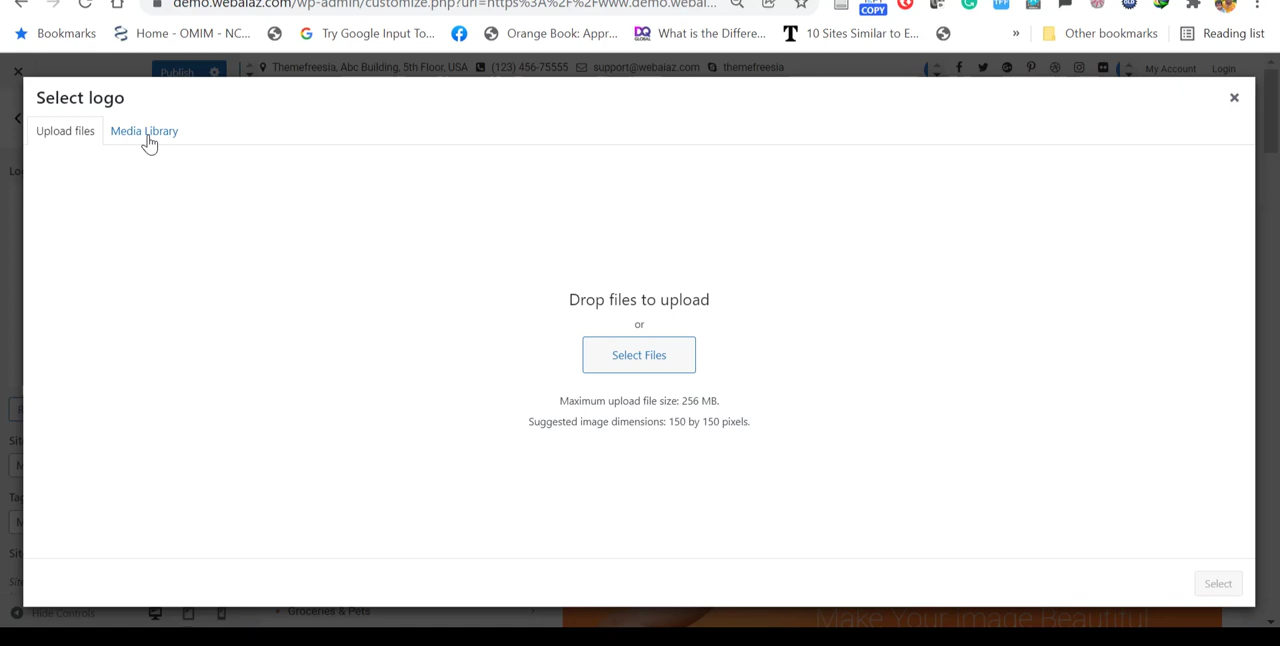 demo.webaiaz.com/wp-admin/customize.php?url=https%3A%2F%2Fwww.demo.webai...
COPY
Bookmarks
Home - OMIM - NC...
Try Google Input To...
Orange Book: Appr...
DQ GLOBAL
What is the Differe...
T
10 Sites Similar to E...
»
Other bookmarks
Reading list
Publish
Themefreesia, Abc Building, 5th Floor, USA
(123) 456-75555
support@webaiaz.com
themefreesia
My Account
Login
Select logo
Upload files
Media Library
Drop files to upload
or
Select Files
Maximum upload file size: 256 MB.
Suggested image dimensions: 150 by 150 pixels.
Select
Hide Controls
Groceries & Pets
Make Your Image Beautiful